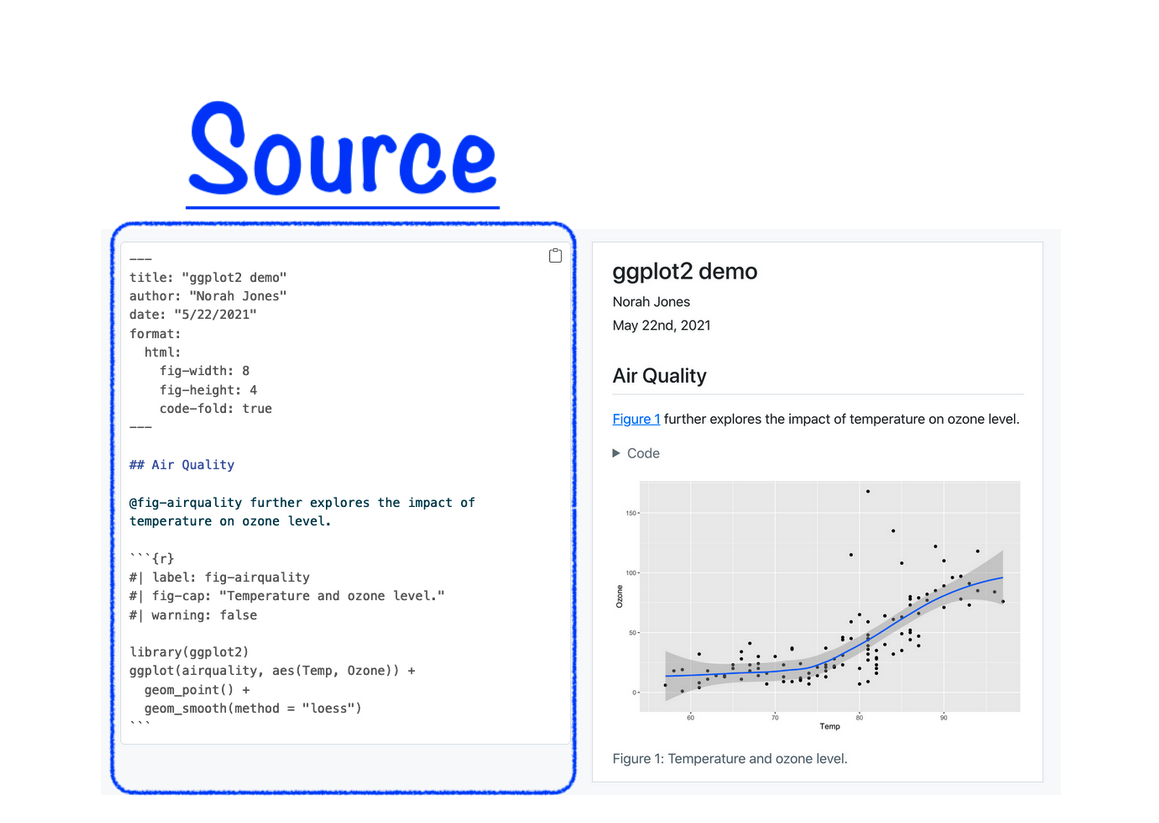 Source
---
title: "ggplot2 demo"
author: "Norah Jones"
date: "5/22/2021"
format:
  html:
    fig-width: 8
    fig-height: 4
    code-fold: true
---
## Air Quality
@fig-airquality further explores the impact of
temperature on ozone level.
```{r}
#| label: fig-airquality
#| fig-cap: "Temperature and ozone level."
#| warning: false
library(ggplot2)
ggplot(airquality, aes(Temp, Ozone)) +
  geom_point() +
  geom_smooth(method = "loess")
```
ggplot2 demo
Norah Jones
May 22nd, 2021
Air Quality
Figure 1 further explores the impact of temperature on ozone level.
Code
150
100
50
0
Ozone
60 70 80 90
Temp
Figure 1: Temperature and ozone level.